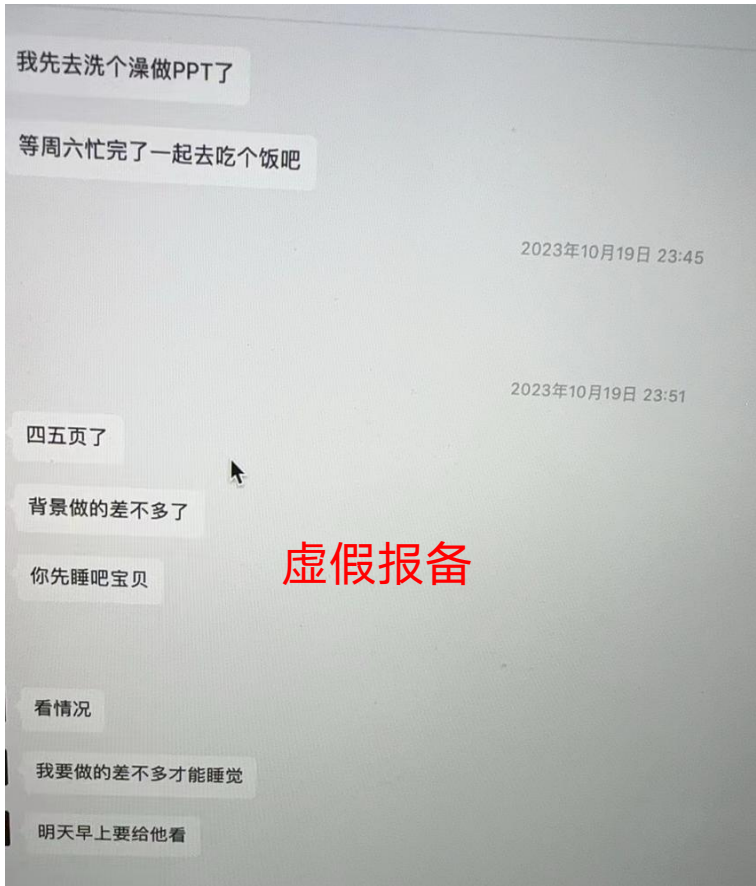 我先去洗个澡做PPT了
等周六忙完了一起去吃个饭吧
2023年10月19日 23:45
2023年10月19日 23:51
四五页了
背景做的差不多了
虚假报备
你先睡吧宝贝
看情况
我要做的差不多才能睡觉
明天早上要给他看